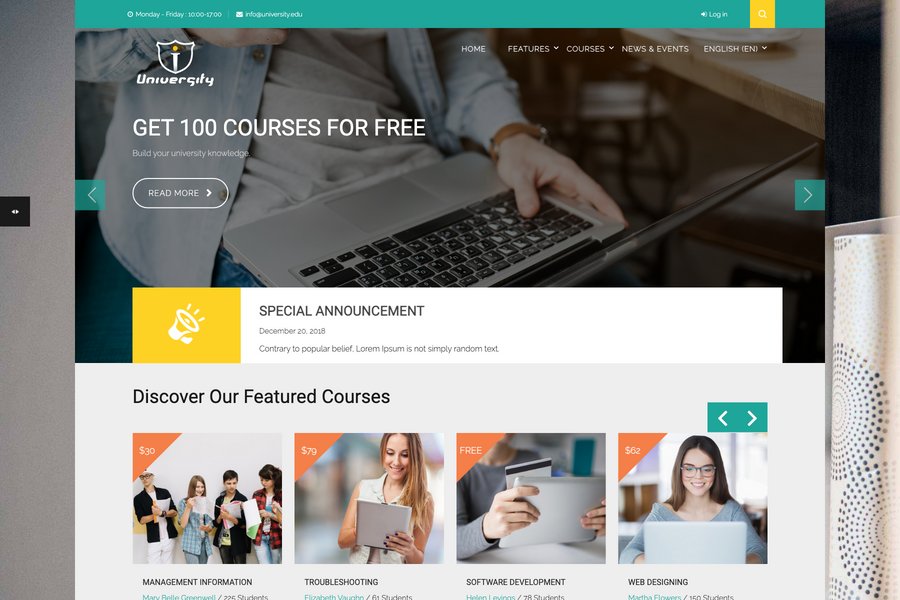 Monday - Friday : 10:00-17:00
info@university.edu
Log in
University
HOME
FEATURES
COURSES
NEWS & EVENTS
ENGLISH (EN)
GET 100 COURSES FOR FREE
Build your university knowledge.
READ MORE
SPECIAL ANNOUNCEMENT
December 20, 2018
Contrary to popular belief, Lorem Ipsum is not simply random text.
Discover Our Featured Courses
$30
$79
FREE
$62
MANAGEMENT INFORMATION
Mary Belle Greenwell / 225 Students
TROUBLESHOOTING
Elizabeth Vaughn / 61 Students
SOFTWARE DEVELOPMENT
Helen Levings / 78 Students
WEB DESIGNING
Martha Flowers / 150 Students